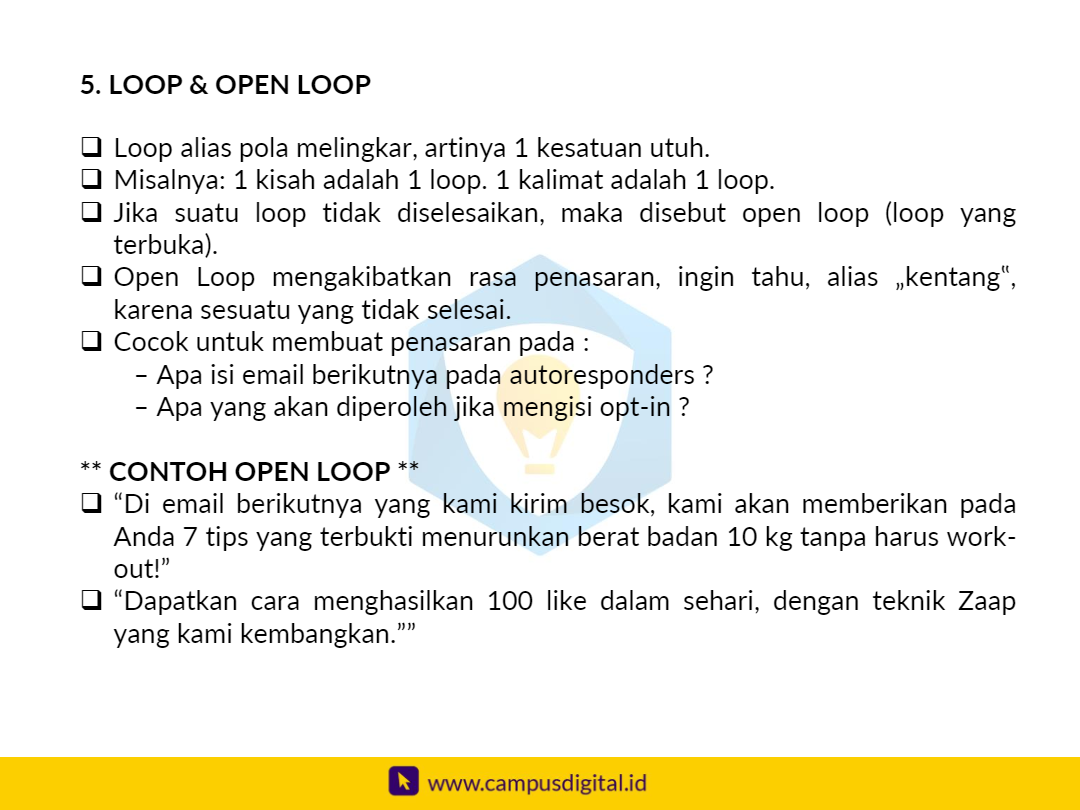 5. LOOP & OPEN LOOP
❑ Loop alias pola melingkar, artinya 1 kesatuan utuh.
❑ Misalnya: 1 kisah adalah 1 loop. 1 kalimat adalah 1 loop.
❑ Jika suatu loop tidak diselesaikan, maka disebut open loop (loop yang
terbuka).
❑ Open Loop mengakibatkan rasa penasaran, ingin tahu, alias „kentang‟,
karena sesuatu yang tidak selesai.
❑ Cocok untuk membuat penasaran pada :
– Apa isi email berikutnya pada autoresponders ?
– Apa yang akan diperoleh jika mengisi opt-in ?
** CONTOH OPEN LOOP **
❑ “Di email berikutnya yang kami kirim besok, kami akan memberikan pada
Anda 7 tips yang terbukti menurunkan berat badan 10 kg tanpa harus work-
out!”
❑ “Dapatkan cara menghasilkan 100 like dalam sehari, dengan teknik Zaap
yang kami kembangkan.””
www.campusdigital.id